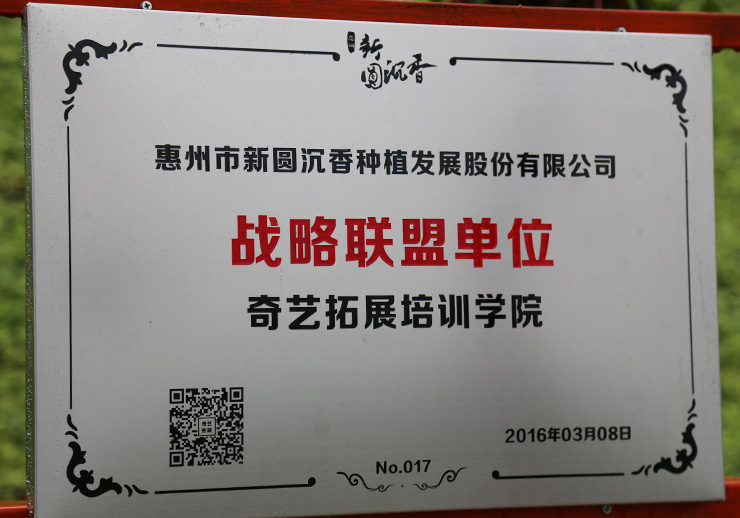 新
圆沉香
惠州市新圆沉香种植发展股份有限公司
战略联盟单位
奇艺拓展培训学院
2016年03月08日
No.017